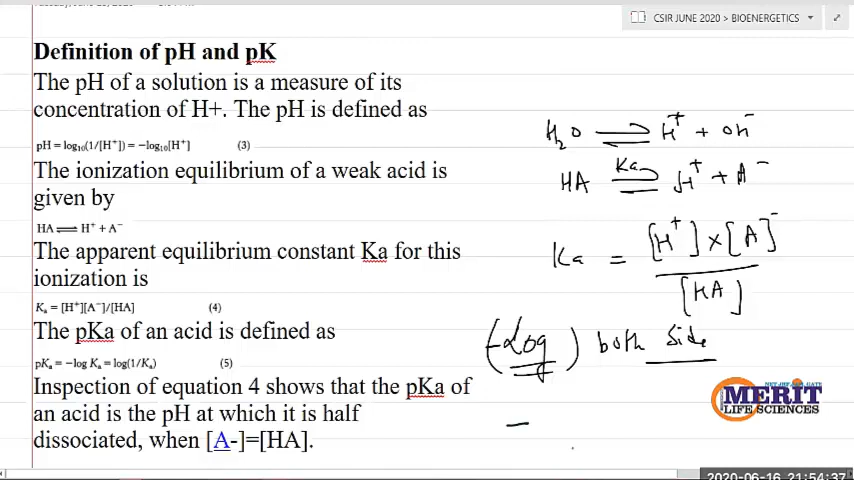 CSIR JUNE 2020 > BIOENERGETICS
Definition of pH and pK
The pH of a solution is a measure of its
concentration of H+. The pH is defined as
pH = log₁₀(1/[H⁺]) = −log₁₀[H⁺] (3)
The ionization equilibrium of a weak acid is
given by
HA ⇌ H⁺ + A⁻
The apparent equilibrium constant Ka for this
ionization is
Kₐ = [H⁺][A⁻]/[HA] (4)
The pKa of an acid is defined as
pKₐ = −log Kₐ = log(1/Kₐ) (5)
Inspection of equation 4 shows that the pKa of
an acid is the pH at which it is half
dissociated, when [A-]=[HA].
H₂O ⇌ H⁺ + OH⁻
Ka
HA ⇌ H⁺ + A⁻
Ka = [H⁺] × [A]⁻
[HA]
(-Log) both side
MERIT
LIFE SCIENCES
2020-06-16 21:54:37